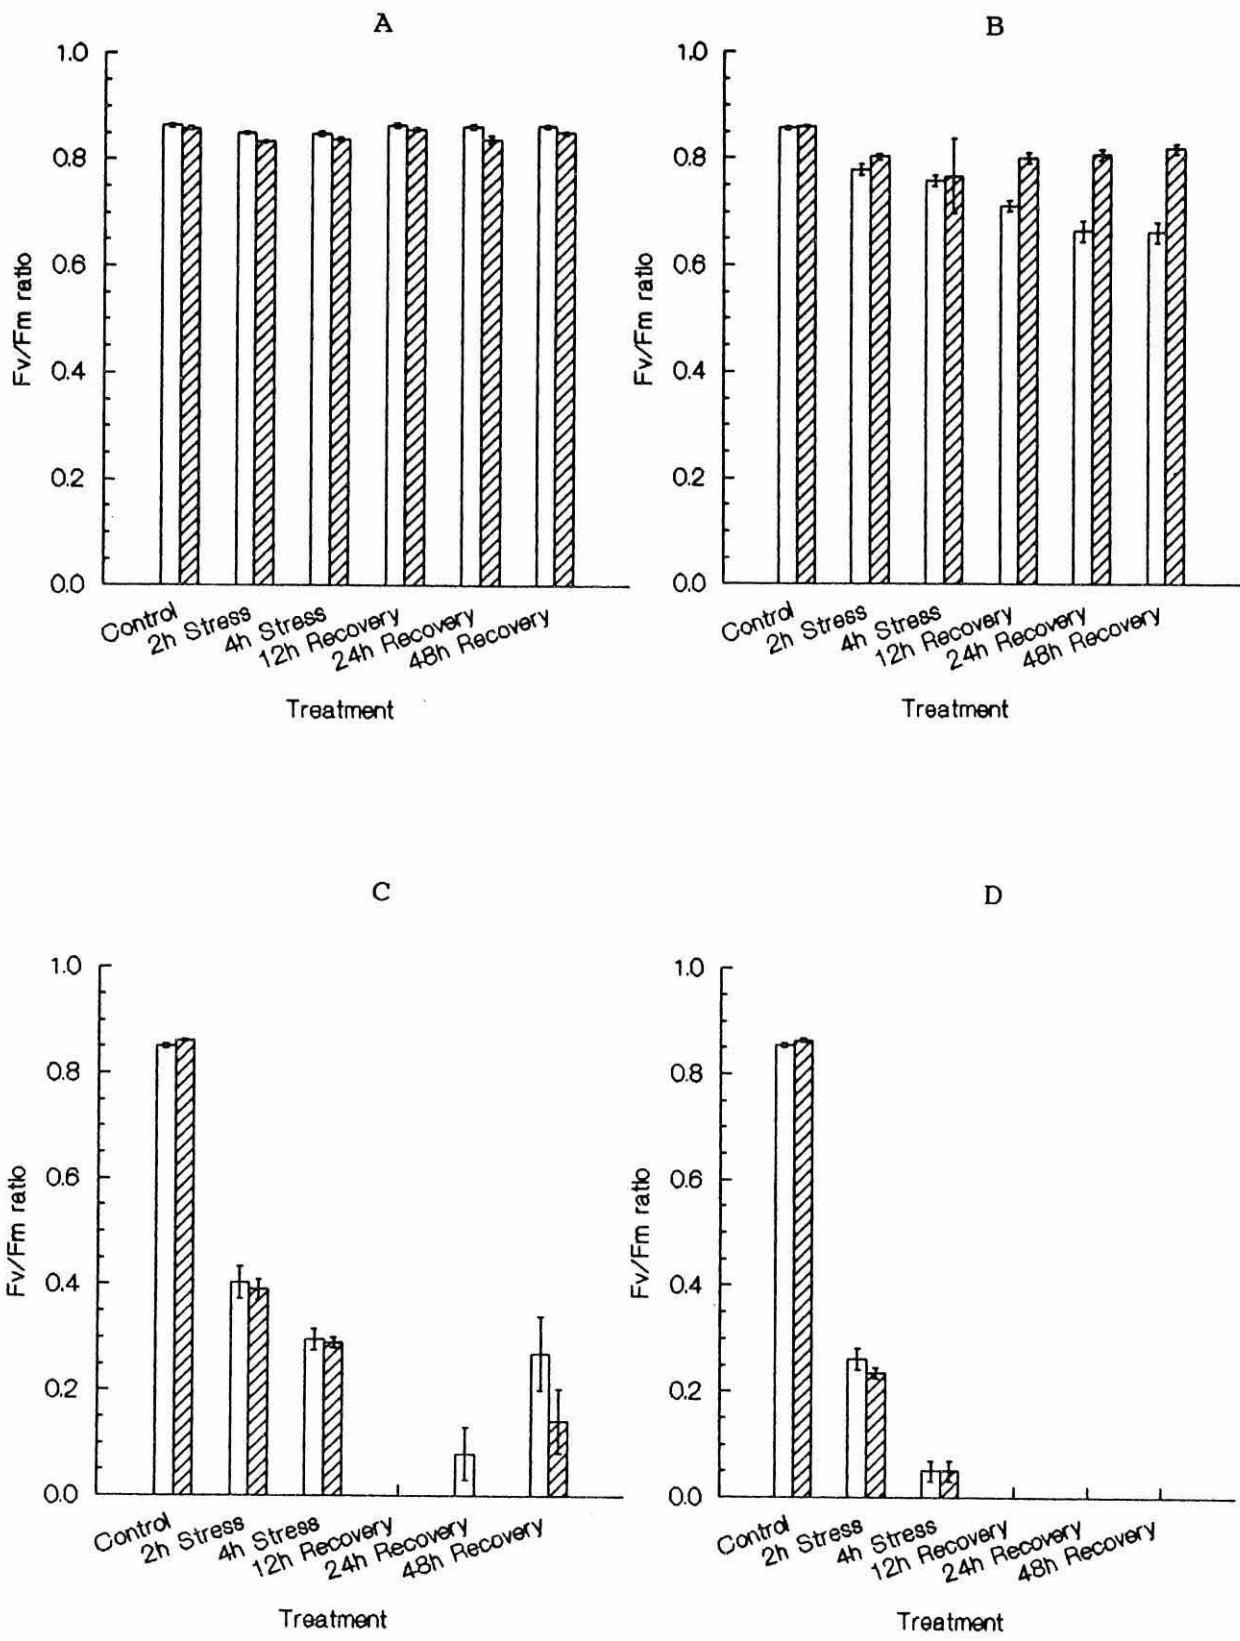 A
1.0
0.8
0.6
0.4
0.2
0.0
Fv/Fm ratio
Control
2h Stress
4h Stress
12h Recovery
24h Recovery
48h Recovery
Treatment
B
1.0
0.8
0.6
0.4
0.2
0.0
Fv/Fm ratio
Control
2h Stress
4h Stress
12h Recovery
24h Recovery
48h Recovery
Treatment
C
1.0
0.8
0.6
0.4
0.2
0.0
Fv/Fm ratio
Control
2h Stress
4h Stress
12h Recovery
24h Recovery
48h Recovery
Treatment
D
1.0
0.8
0.6
0.4
0.2
0.0
Fv/Fm ratio
Control
2h Stress
4h Stress
12h Recovery
24h Recovery
48h Recovery
Treatment